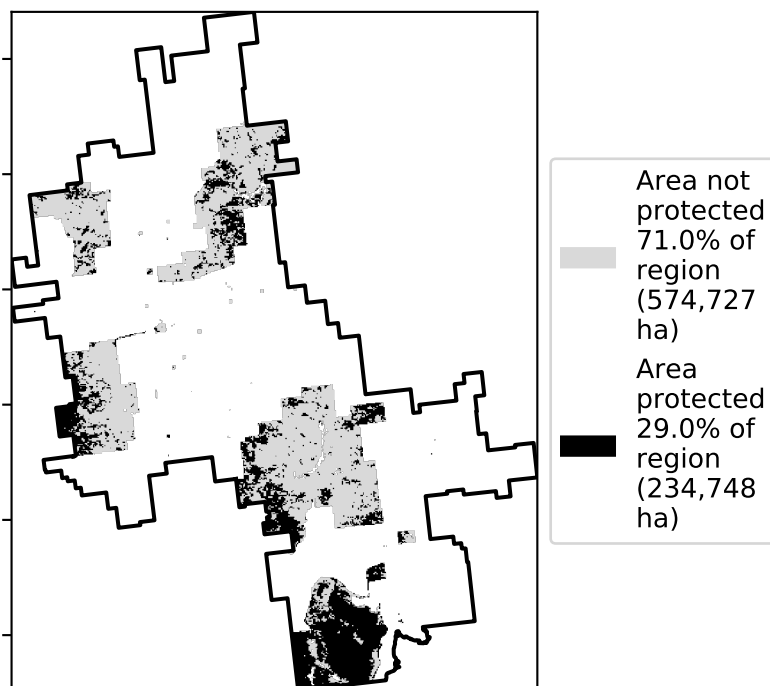 Area not
protected
71.0% of
region
(574,727
ha)
Area
protected
29.0% of
region
(234,748
ha)